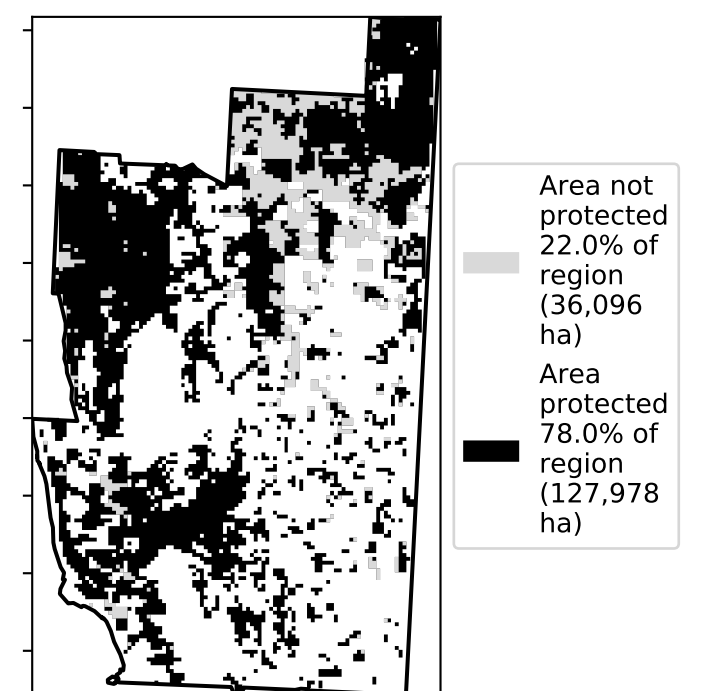 Area not
protected
22.0% of
region
(36,096
ha)
Area
protected
78.0% of
region
(127,978
ha)